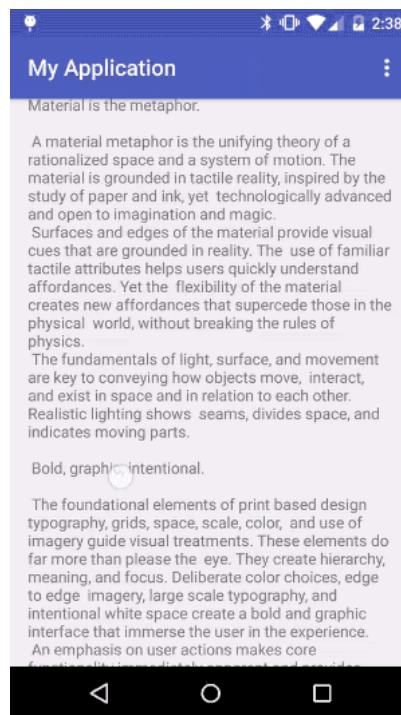 2:38
My Application
Material is the metaphor.
A material metaphor is the unifying theory of a
rationalized space and a system of motion. The
material is grounded in tactile reality, inspired by the
study of paper and ink, yet  technologically advanced
and open to imagination and magic.
Surfaces and edges of the material provide visual
cues that are grounded in reality. The  use of familiar
tactile attributes helps users quickly understand
affordances. Yet the  flexibility of the material
creates new affordances that supercede those in the
physical  world, without breaking the rules of
physics.
The fundamentals of light, surface, and movement
are key to conveying how objects move,  interact,
and exist in space and in relation to each other.
Realistic lighting shows  seams, divides space, and
indicates moving parts.
Bold, graphic, intentional.
The foundational elements of print based design
typography, grids, space, scale, color,  and use of
imagery guide visual treatments. These elements do
far more than please the  eye. They create hierarchy,
meaning, and focus. Deliberate color choices, edge
to edge  imagery, large scale typography, and
intentional white space create a bold and graphic
interface that immerse the user in the experience.
An emphasis on user actions makes core
functionality immediately apparent and provides